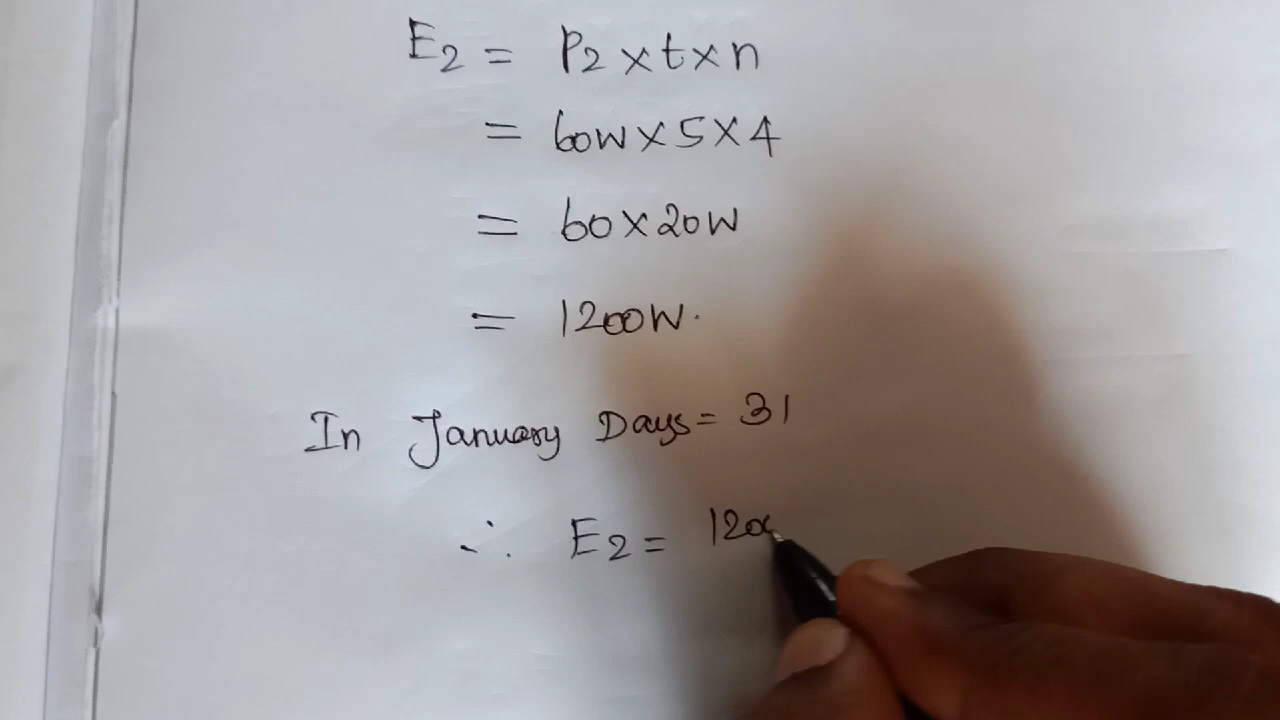 E2 = P2 × t × n
= 60W × 5 × 4
= 60 × 20W
= 1200W.
In January Days = 31
∴ E2 = 120